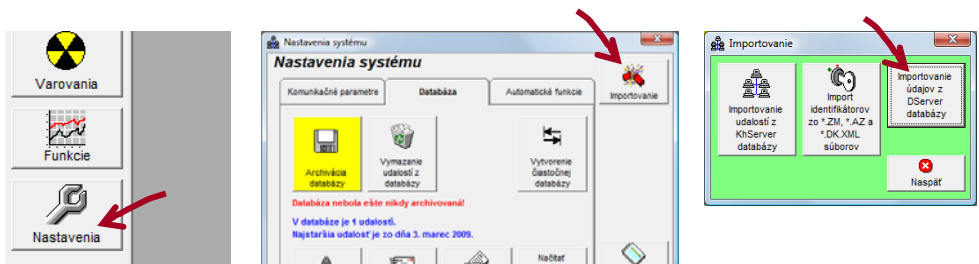 Varovania
Funkcie
Nastavenia
Nastavenia systému
Nastavenia systému
Komunikačné parametre
Databáza
Automatické funkcie
Importovanie
Archivácia
databázy
Vymazanie
udalostí z
databázy
Vytvorenie
čiastočnej
databázy
Databáza nebola ešte nikdy archivovaná!
V databáze je 1 udalostí.
Najstaršia udalosť je zo dňa 3. marec 2009.
Načítať
Importovanie
Importovanie
udalostí z
KhServer
databázy
Import
identifikátorov
zo *.ZM, *.AZ a
*.DK.XML
súborov
Importovanie
údajov z
DServer
databázy
Naspäť